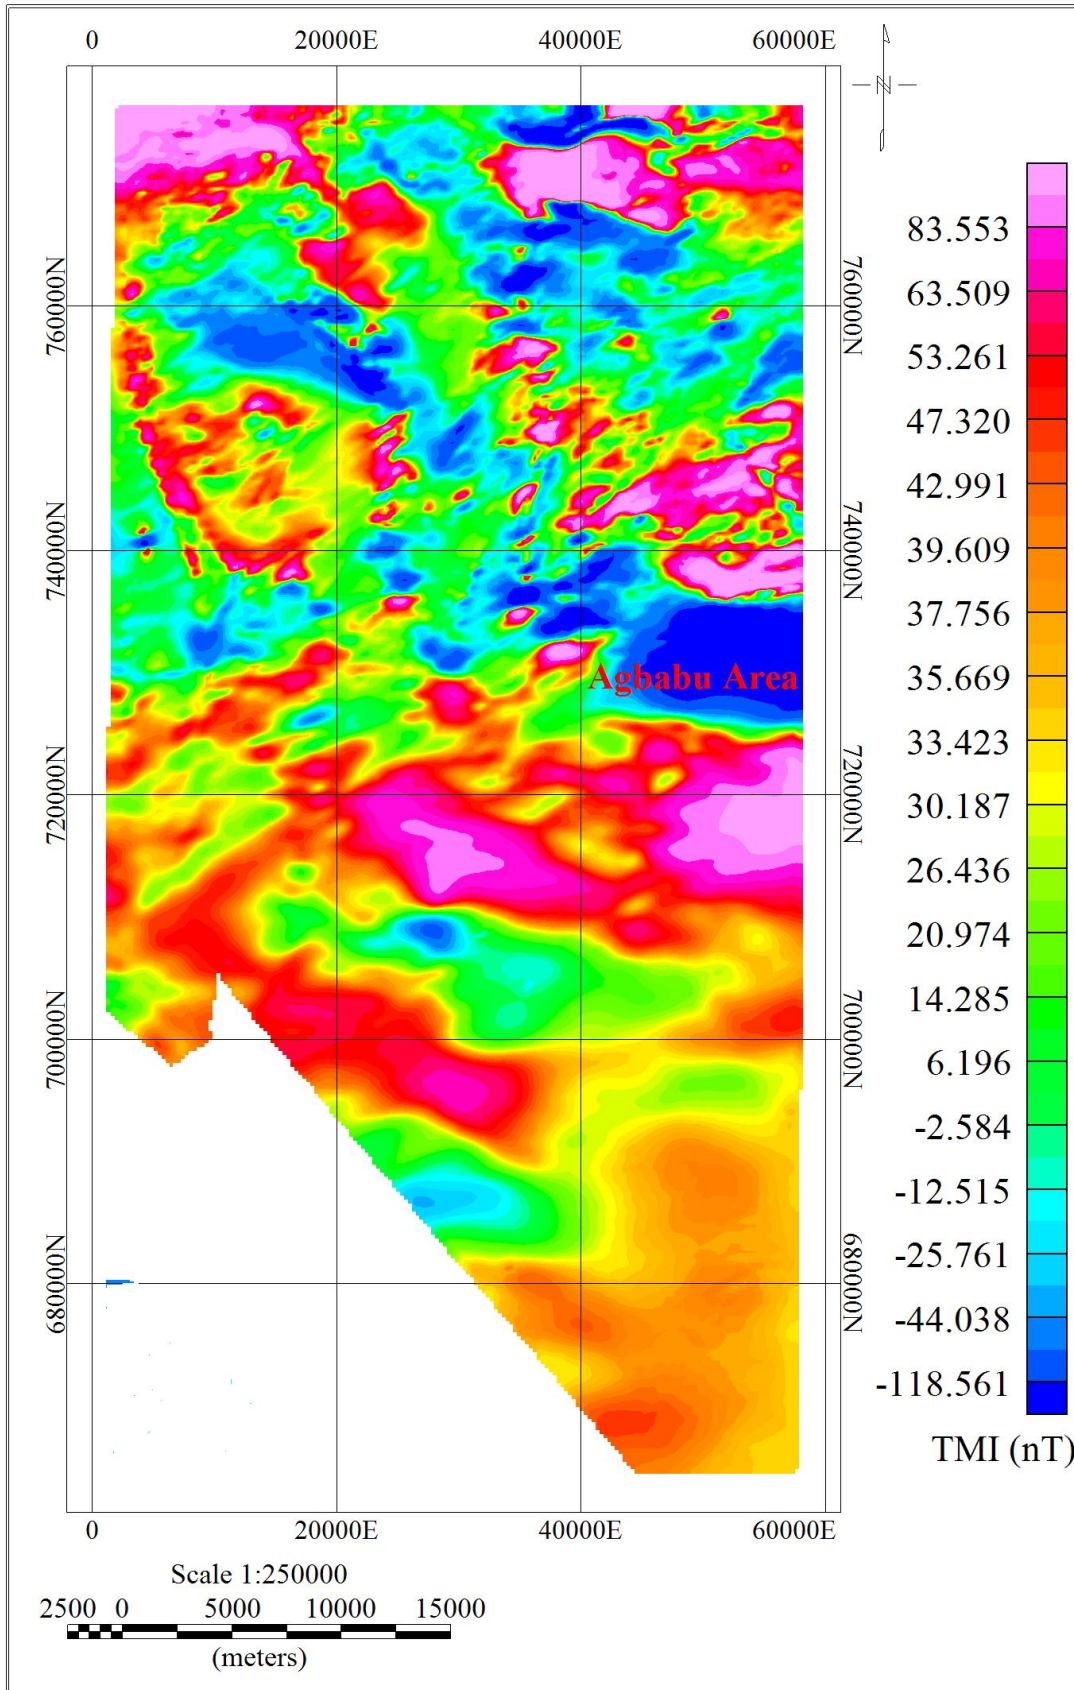 0 20000E 40000E 60000E
N
83.553
63.509
53.261
47.320
42.991
39.609
37.756
35.669
33.423
30.187
26.436
20.974
14.285
6.196
-2.584
-12.515
-25.761
-44.038
-118.561
TMI (nT)
760000N
740000N
720000N
700000N
680000N
760000N
740000N
720000N
700000N
680000N
Agbabu Area
0 20000E 40000E 60000E
Scale 1:250000
2500 0 5000 10000 15000
(meters)